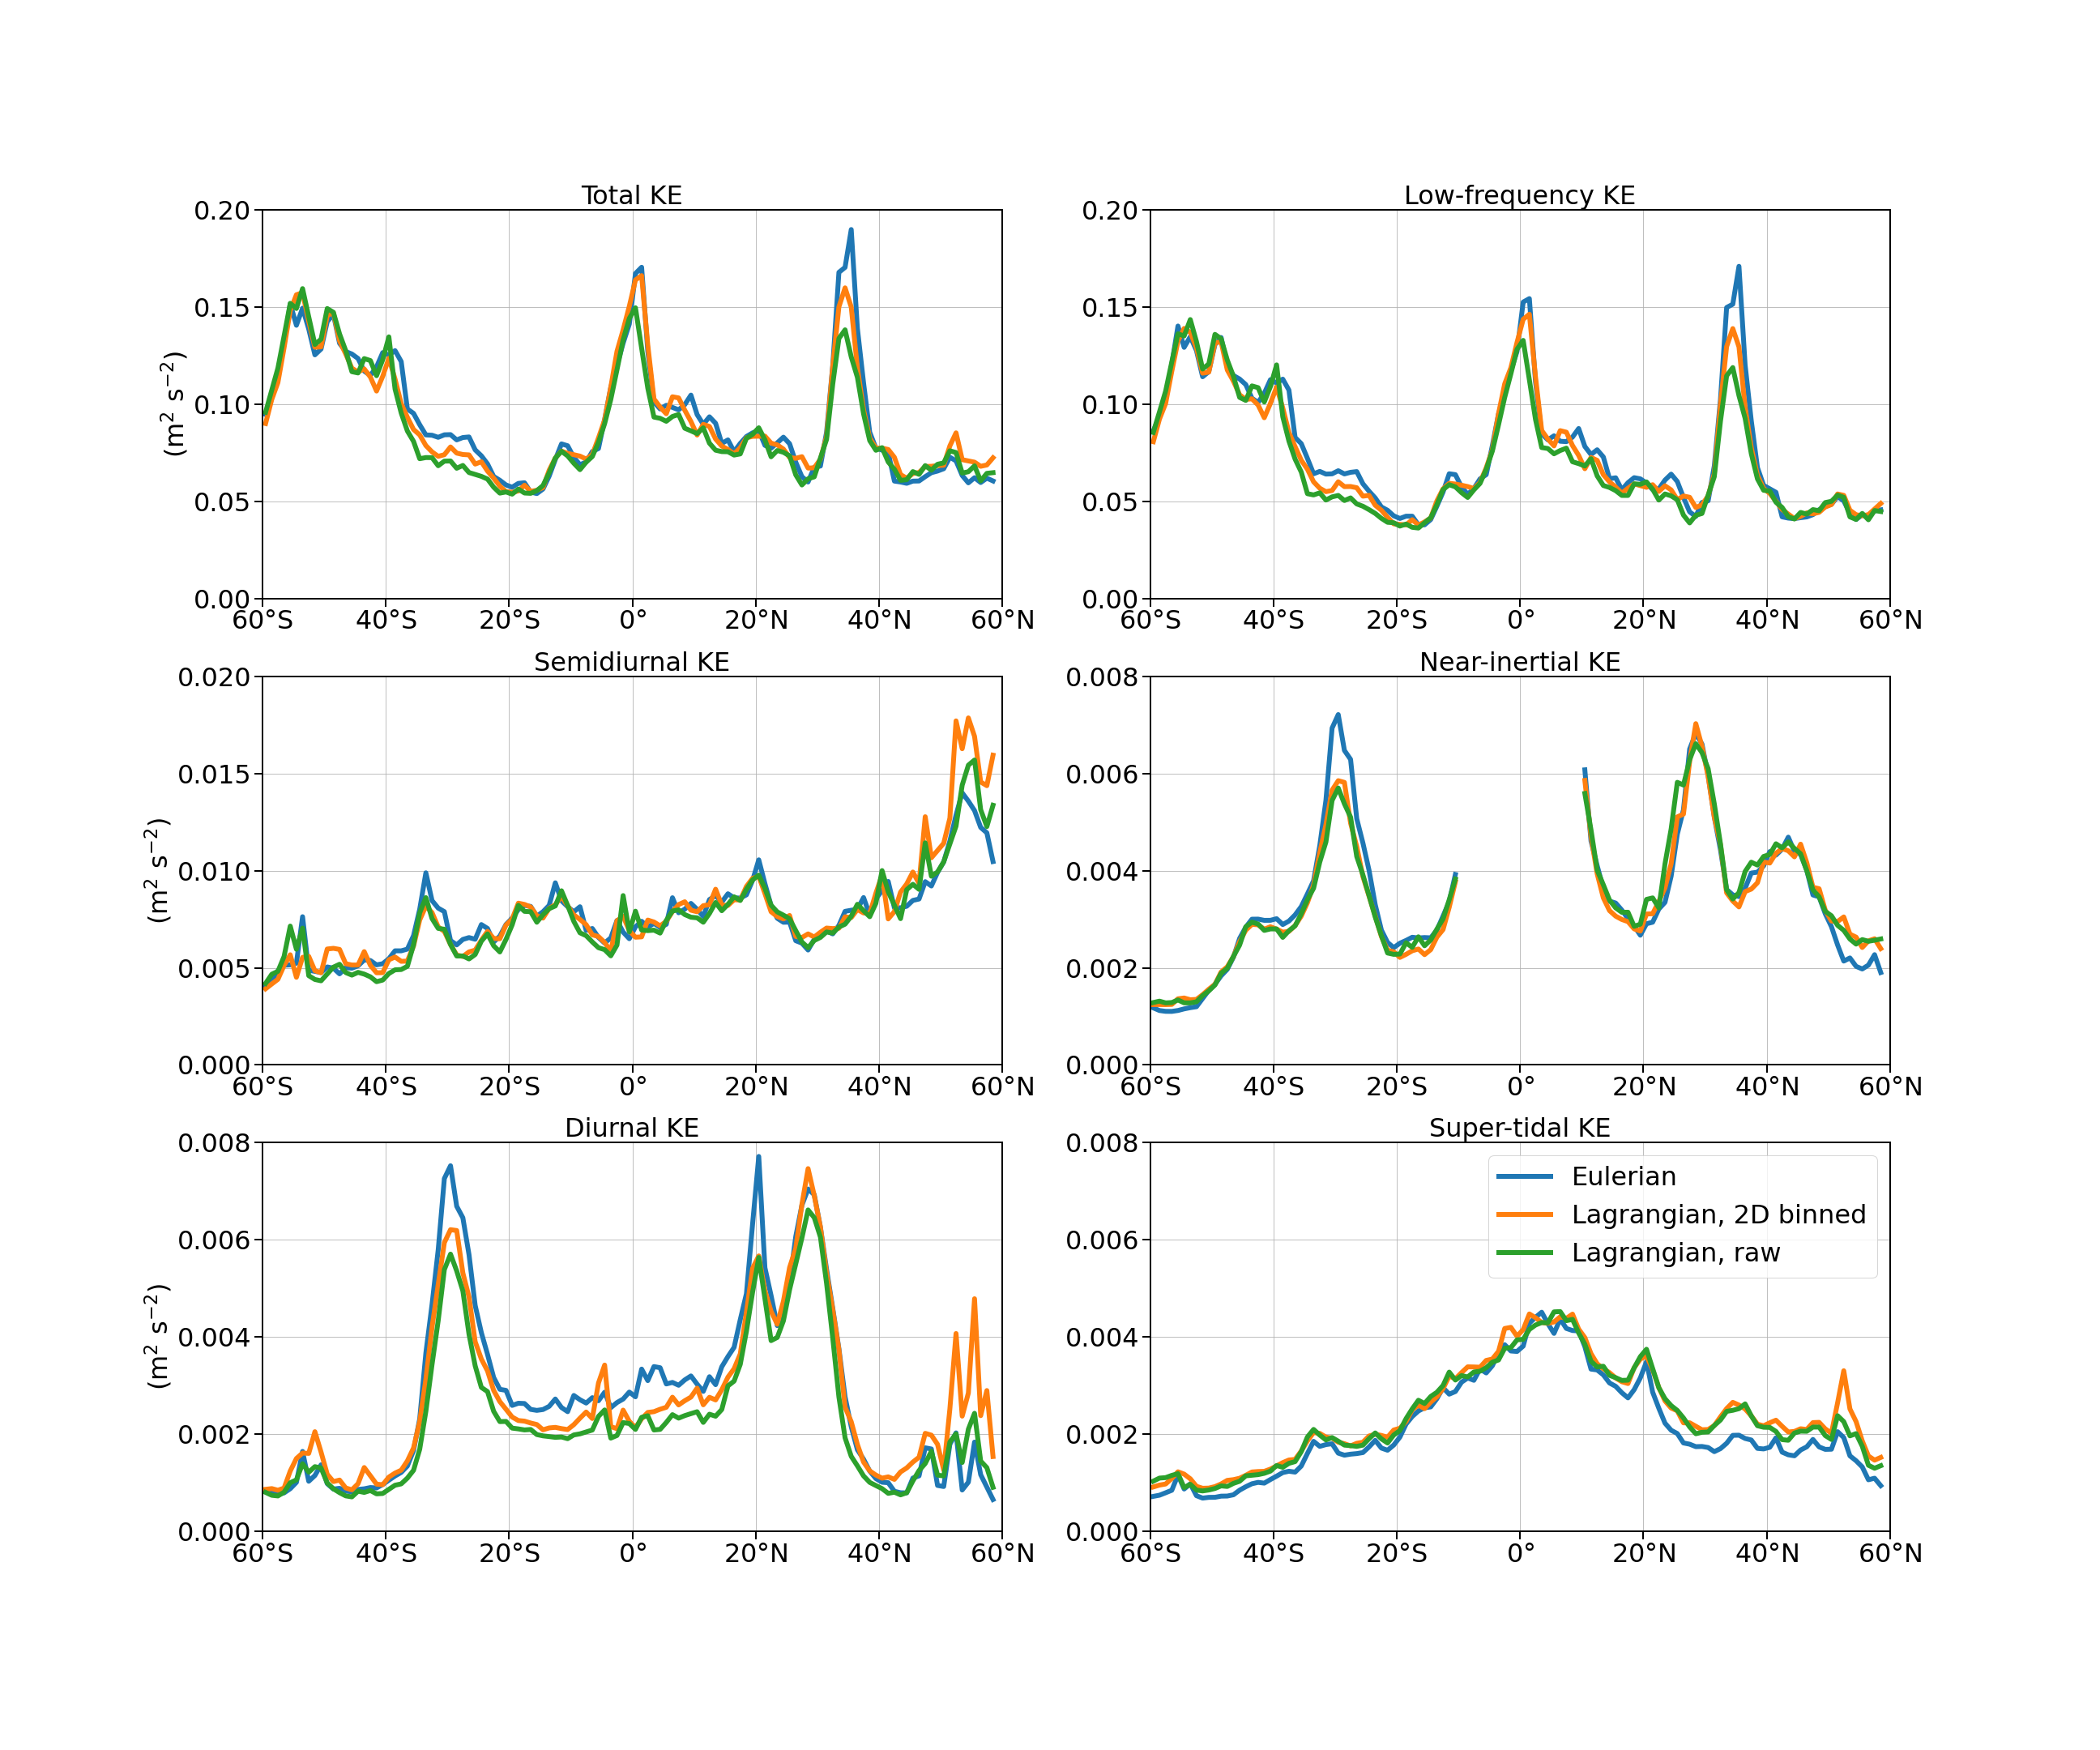 Total KE
Low-frequency KE
0.20
0.15
0.10
0.05
0.00
(m² s⁻²)
60°S 40°S 20°S 0° 20°N 40°N 60°N
0.20
0.15
0.10
0.05
0.00
60°S 40°S 20°S 0° 20°N 40°N 60°N
Semidiurnal KE
Near-inertial KE
0.020
0.015
0.010
0.005
0.000
(m² s⁻²)
60°S 40°S 20°S 0° 20°N 40°N 60°N
0.008
0.006
0.004
0.002
0.000
60°S 40°S 20°S 0° 20°N 40°N 60°N
Diurnal KE
Super-tidal KE
0.008
0.006
0.004
0.002
0.000
(m² s⁻²)
60°S 40°S 20°S 0° 20°N 40°N 60°N
0.008
0.006
0.004
0.002
0.000
60°S 40°S 20°S 0° 20°N 40°N 60°N
Eulerian
Lagrangian, 2D binned
Lagrangian, raw